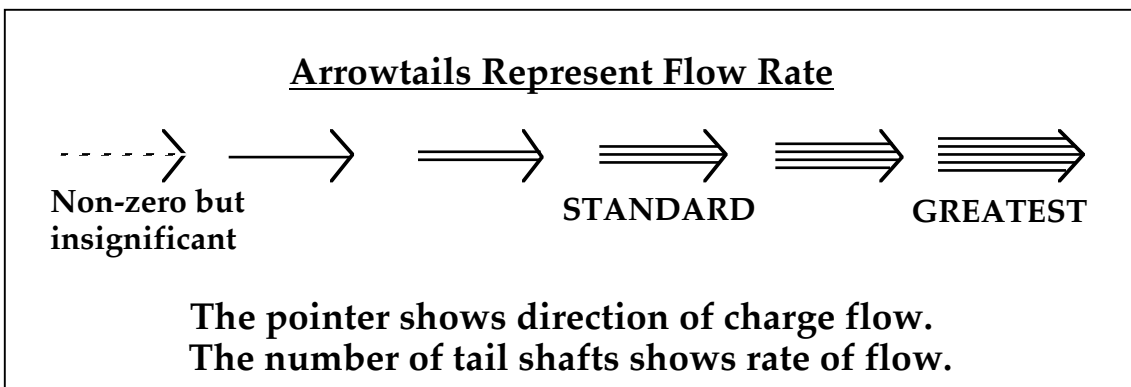 Arrowtails Represent Flow Rate
Non-zero but
insignificant
STANDARD
GREATEST
The pointer shows direction of charge flow.
The number of tail shafts shows rate of flow.